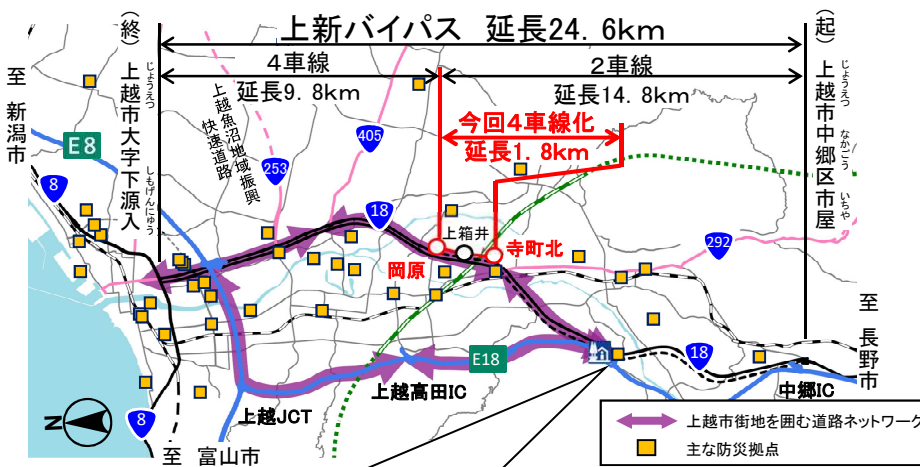 上新バイパス 延長24.6km
4車線
延長9.8km
2車線
延長14.8km
今回4車線化
延長1.8km
(終)
上越市大字下源入
じょうえつ
しもげんにゅう
(起)
上越市中郷区市屋
じょうえつ
なかごう
いちや
至 新潟市
E8
8
上越魚沼地域振興
快速道路
253
405
18
上箱井
岡原
寺町北
292
至 長野市
E18
18
上越JCT
上越高田IC
中郷IC
N
8
至 富山市
上越市街地を囲む道路ネットワーク
主な防災拠点